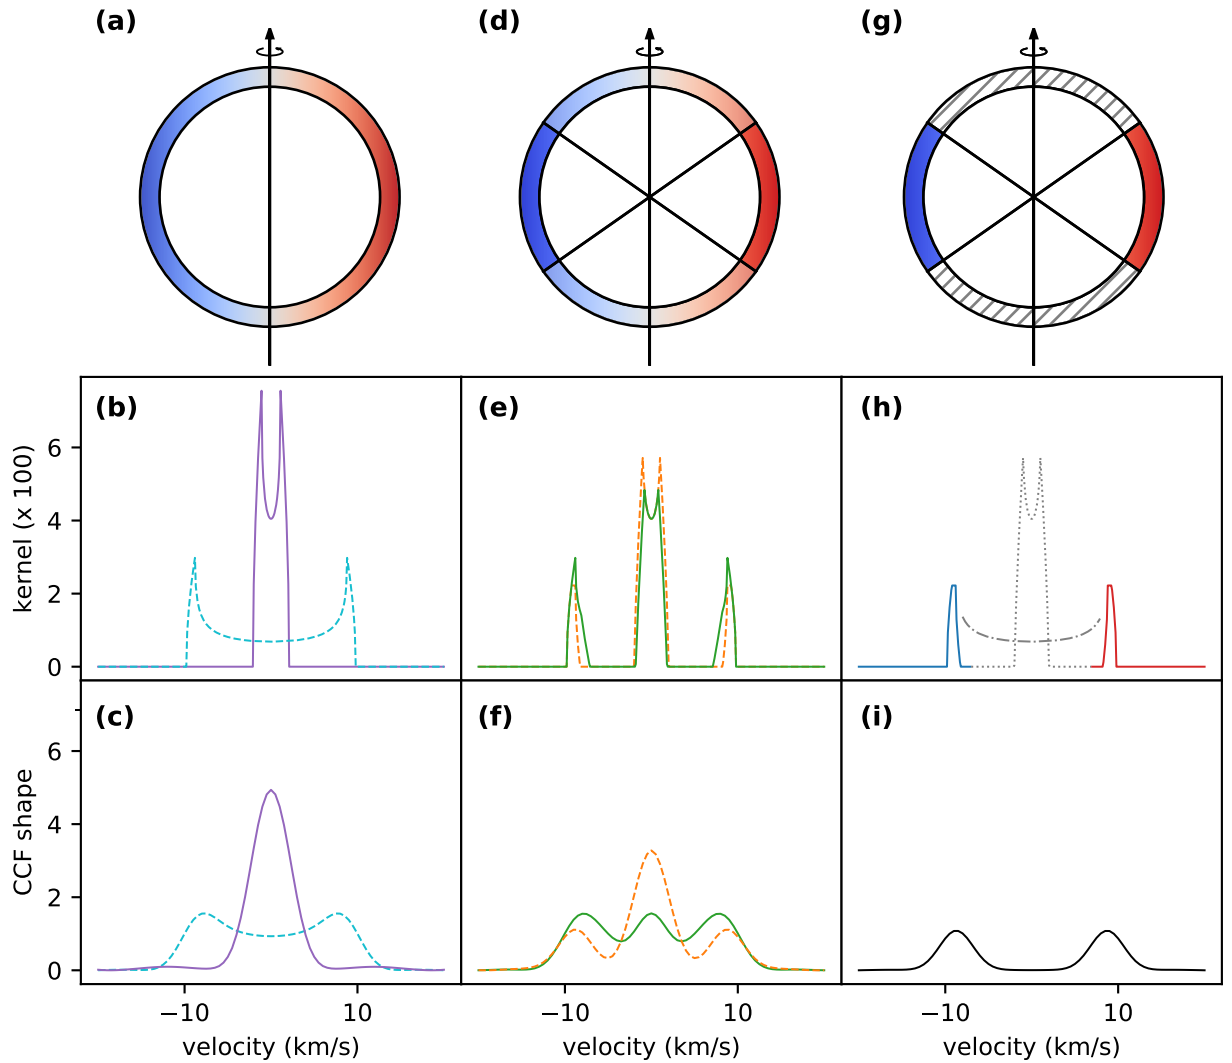 (a) (d) (g)
(b) (e) (h)
6
4
2
0
kernel (x 100)
(c) (f) (i)
6
4
2
0
CCF shape
−10 10 −10 10 −10 10
velocity (km/s) velocity (km/s) velocity (km/s)